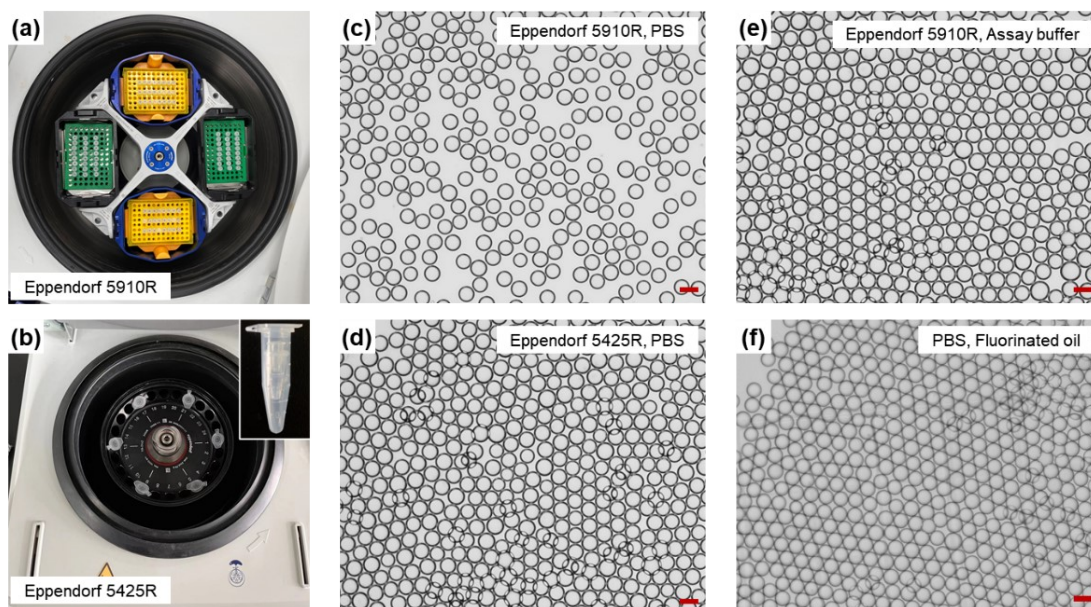 (a)
Eppendorf 5910R
(b)
Eppendorf 5425R
(c)
Eppendorf 5910R, PBS
(d)
Eppendorf 5425R, PBS
(e)
Eppendorf 5910R, Assay buffer
(f)
PBS, Fluorinated oil